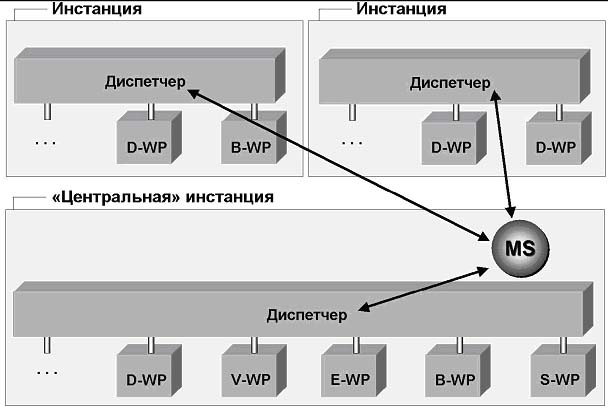 Инстанция
Инстанция
Диспетчер
Диспетчер
...
D-WP
B-WP
...
D-WP
D-WP
«Центральная» инстанция
MS
Диспетчер
...
D-WP
V-WP
E-WP
B-WP
S-WP